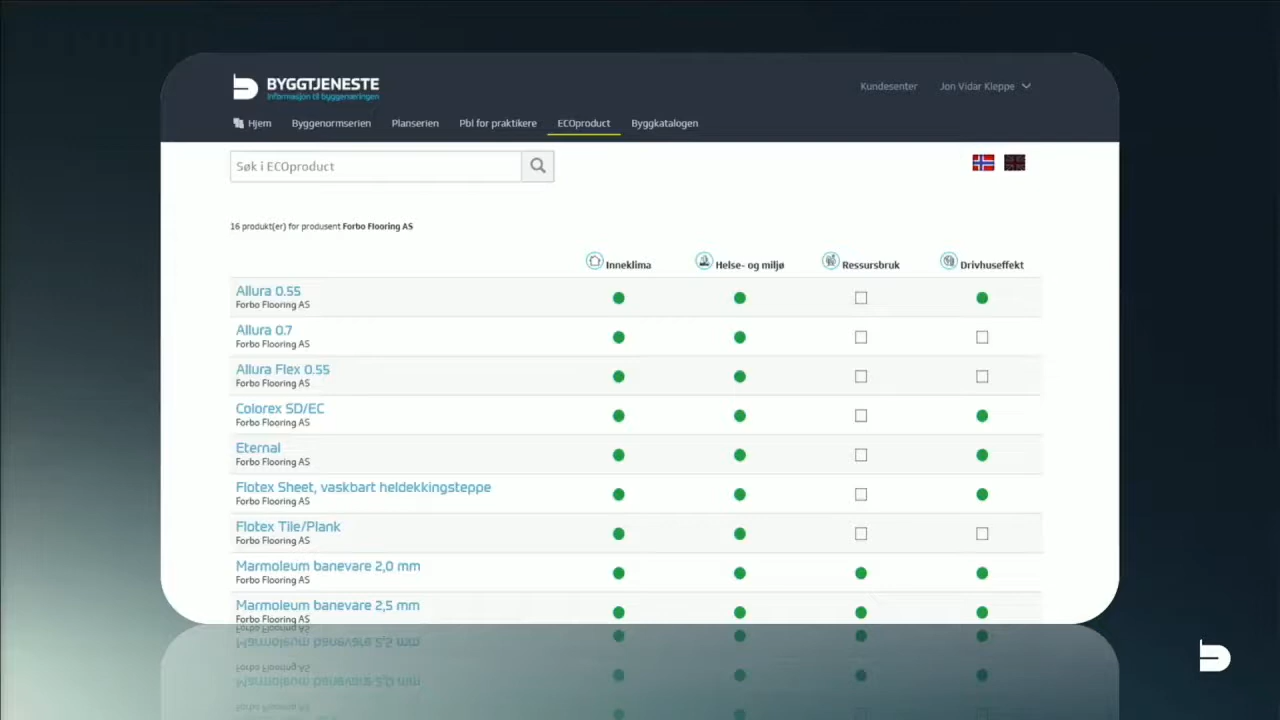 BYGGTJENESTE
Informasjon til byggenæringen
Kundesenter Jon Vidar Kleppe
Hjem Byggenormserien Planserien Pbl for praktikere ECOproduct Byggkatalogen
Søk i ECOproduct
16 produkt(er) for produsent Forbo Flooring AS
Inneklima Helse- og miljø Ressursbruk Drivhuseffekt
Allura 0.55
Forbo Flooring AS
Allura 0.7
Forbo Flooring AS
Allura Flex 0.55
Forbo Flooring AS
Colorex SD/EC
Forbo Flooring AS
Eternal
Forbo Flooring AS
Flotex Sheet, vaskbart heldekkingsteppe
Forbo Flooring AS
Flotex Tile/Plank
Forbo Flooring AS
Marmoleum banevare 2,0 mm
Forbo Flooring AS
Marmoleum banevare 2,5 mm
Forbo Flooring AS